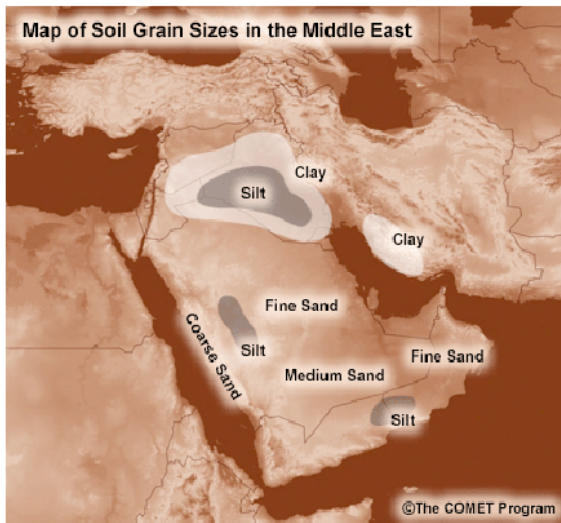 Map of Soil Grain Sizes in the Middle East
Clay
Silt
Clay
Fine Sand
Coarse Sand
Silt
Fine Sand
Medium Sand
Silt
©The COMET Program